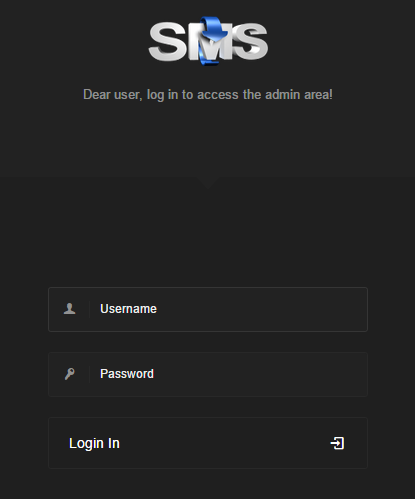 SMS
Dear user, log in to access the admin area!
Username
Password
Login In